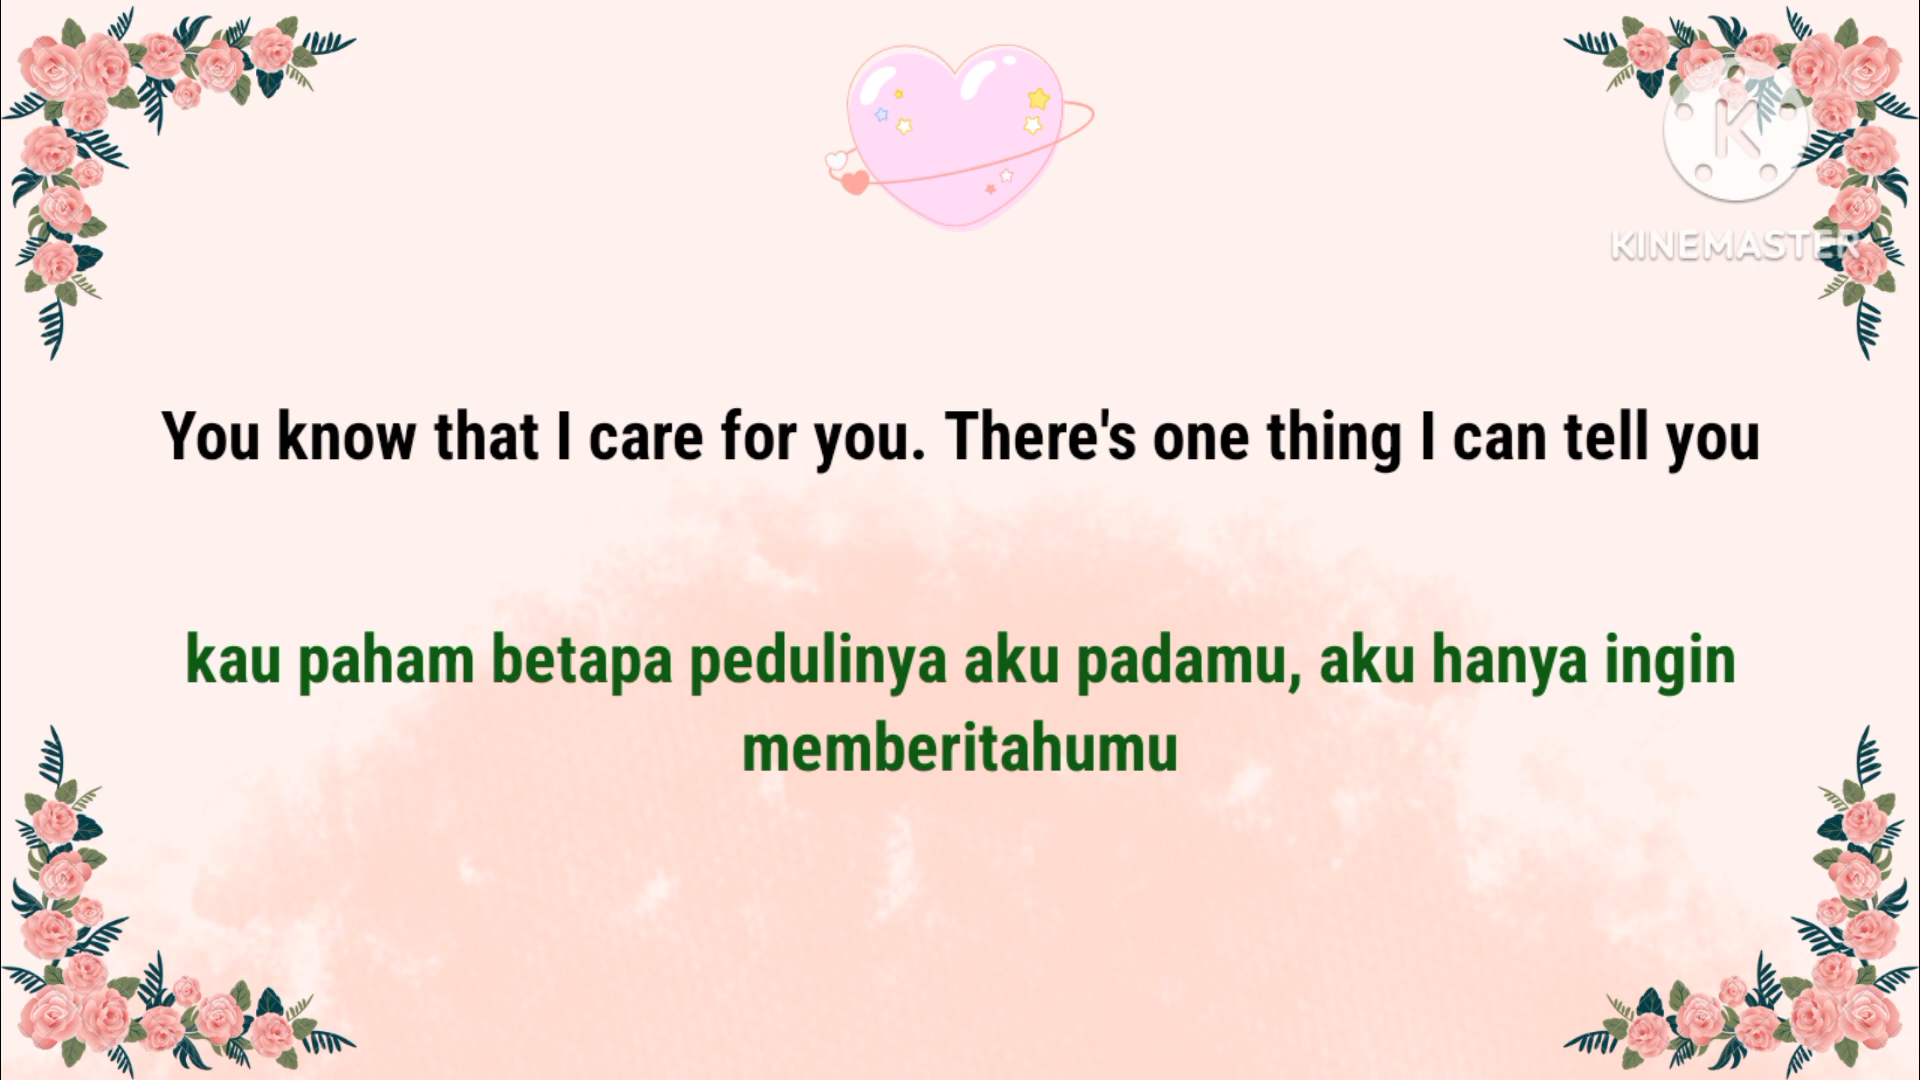 K
KINEMASTER
You know that I care for you. There's one thing I can tell you
kau paham betapa pedulinya aku padamu, aku hanya ingin
memberitahumu